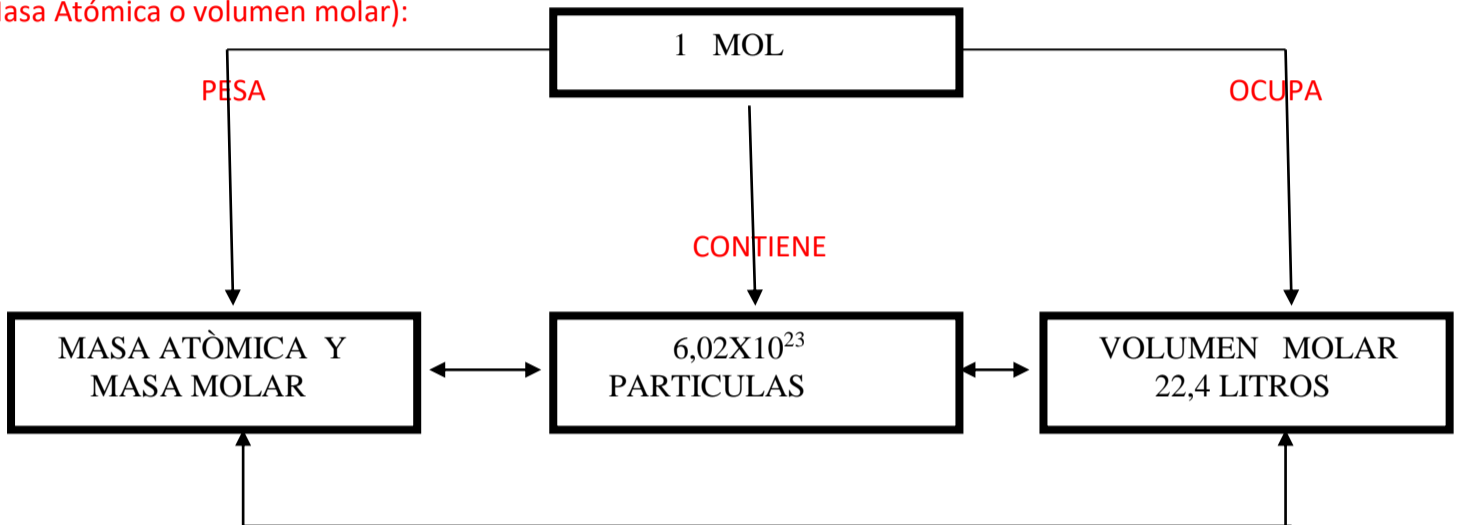 Masa Atómica o volumen molar):
1 MOL
PESA
OCUPA
CONTIENE
MASA ATÒMICA Y
MASA MOLAR
6,02X10²³
PARTICULAS
VOLUMEN MOLAR
22,4 LITROS